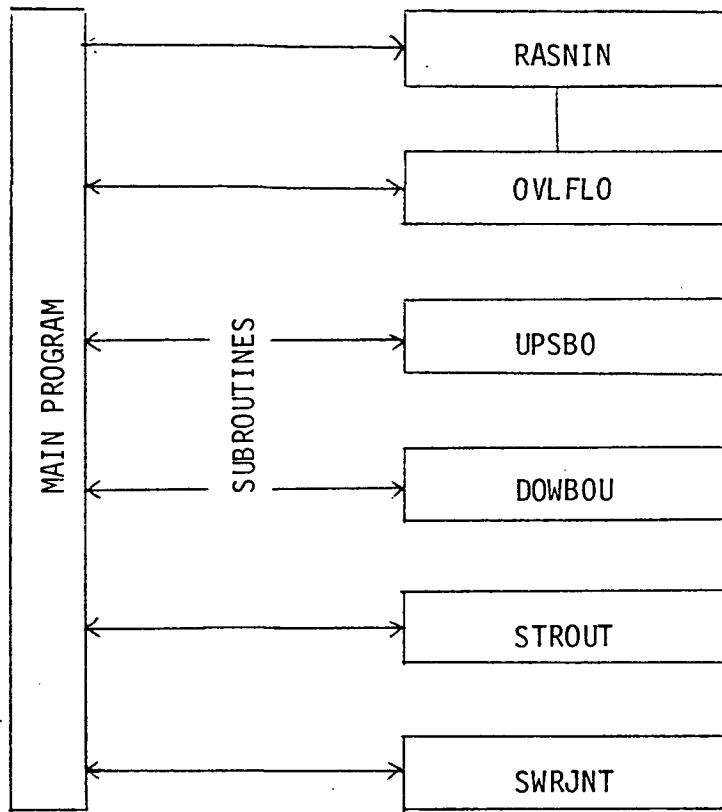 MAIN PROGRAM
SUBROUTINES
RASNIN
OVLFLO
UPSBO
DOWBOU
STROUT
SWRJNT